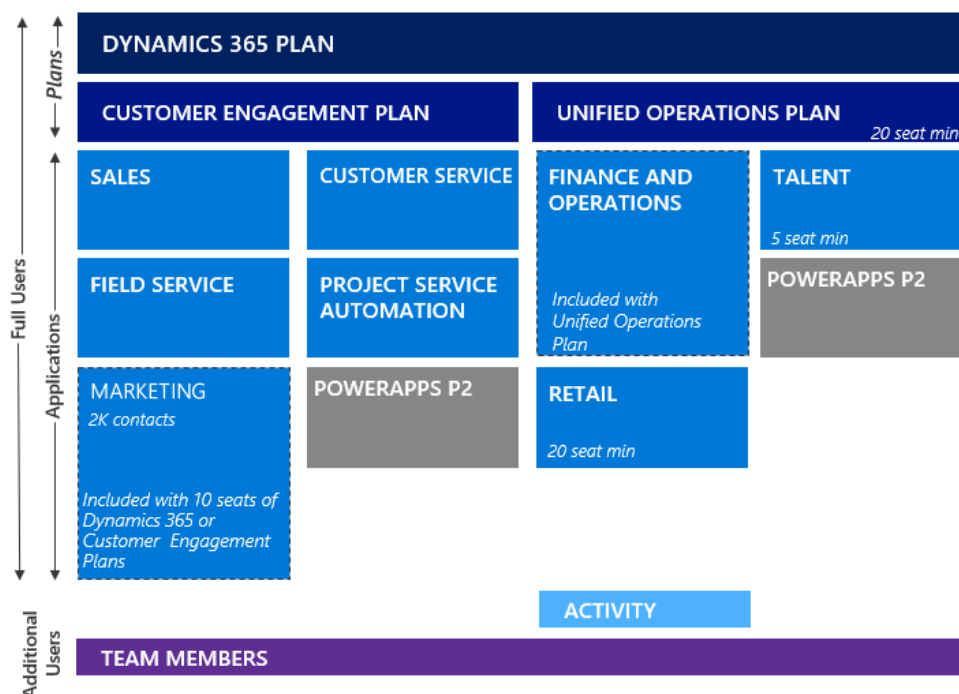 DYNAMICS 365 PLAN
CUSTOMER ENGAGEMENT PLAN
UNIFIED OPERATIONS PLAN
20 seat min
SALES
CUSTOMER SERVICE
FINANCE AND
OPERATIONS
Included with
Unified Operations
Plan
TALENT
5 seat min
FIELD SERVICE
PROJECT SERVICE
AUTOMATION
POWERAPPS P2
MARKETING
2K contacts
Included with 10 seats of
Dynamics 365 or
Customer Engagement
Plans
POWERAPPS P2
RETAIL
20 seat min
ACTIVITY
TEAM MEMBERS
Full Users
Plans
Applications
Additional
Users